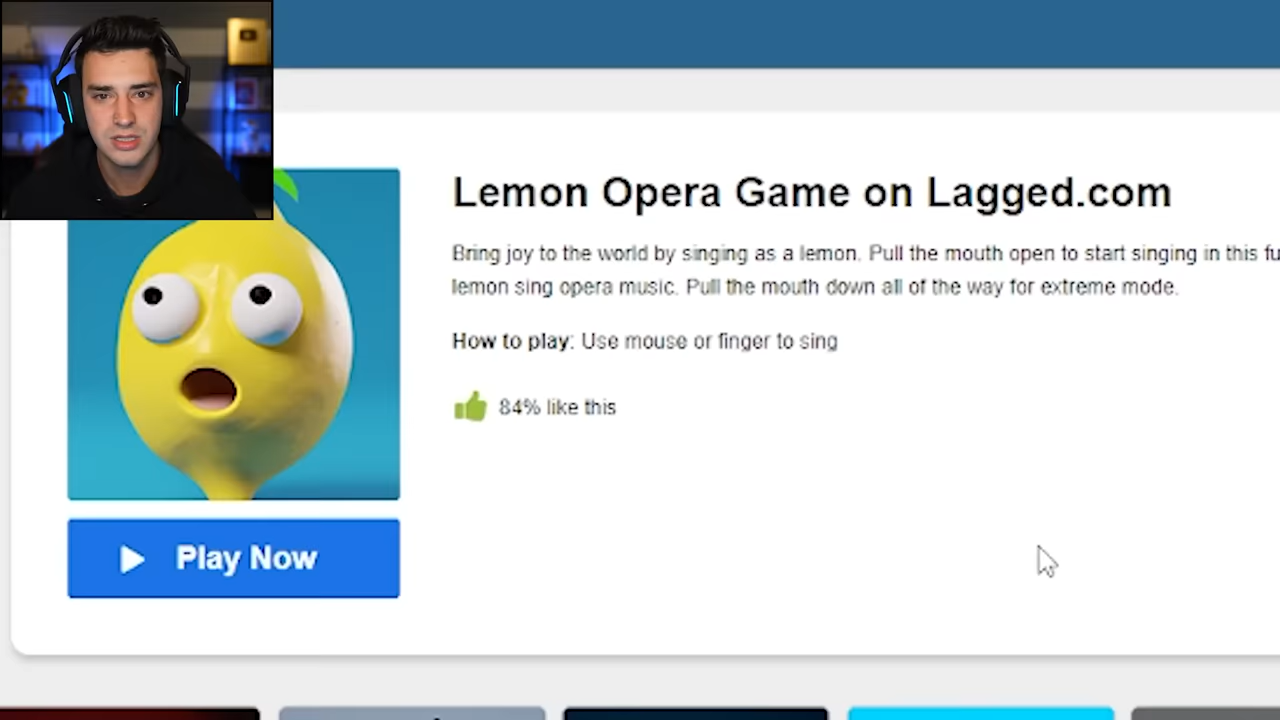 Lemon Opera Game on Lagged.com
Bring joy to the world by singing as a lemon. Pull the mouth open to start singing in this fu
lemon sing opera music. Pull the mouth down all of the way for extreme mode.
How to play: Use mouse or finger to sing
84% like this
Play Now